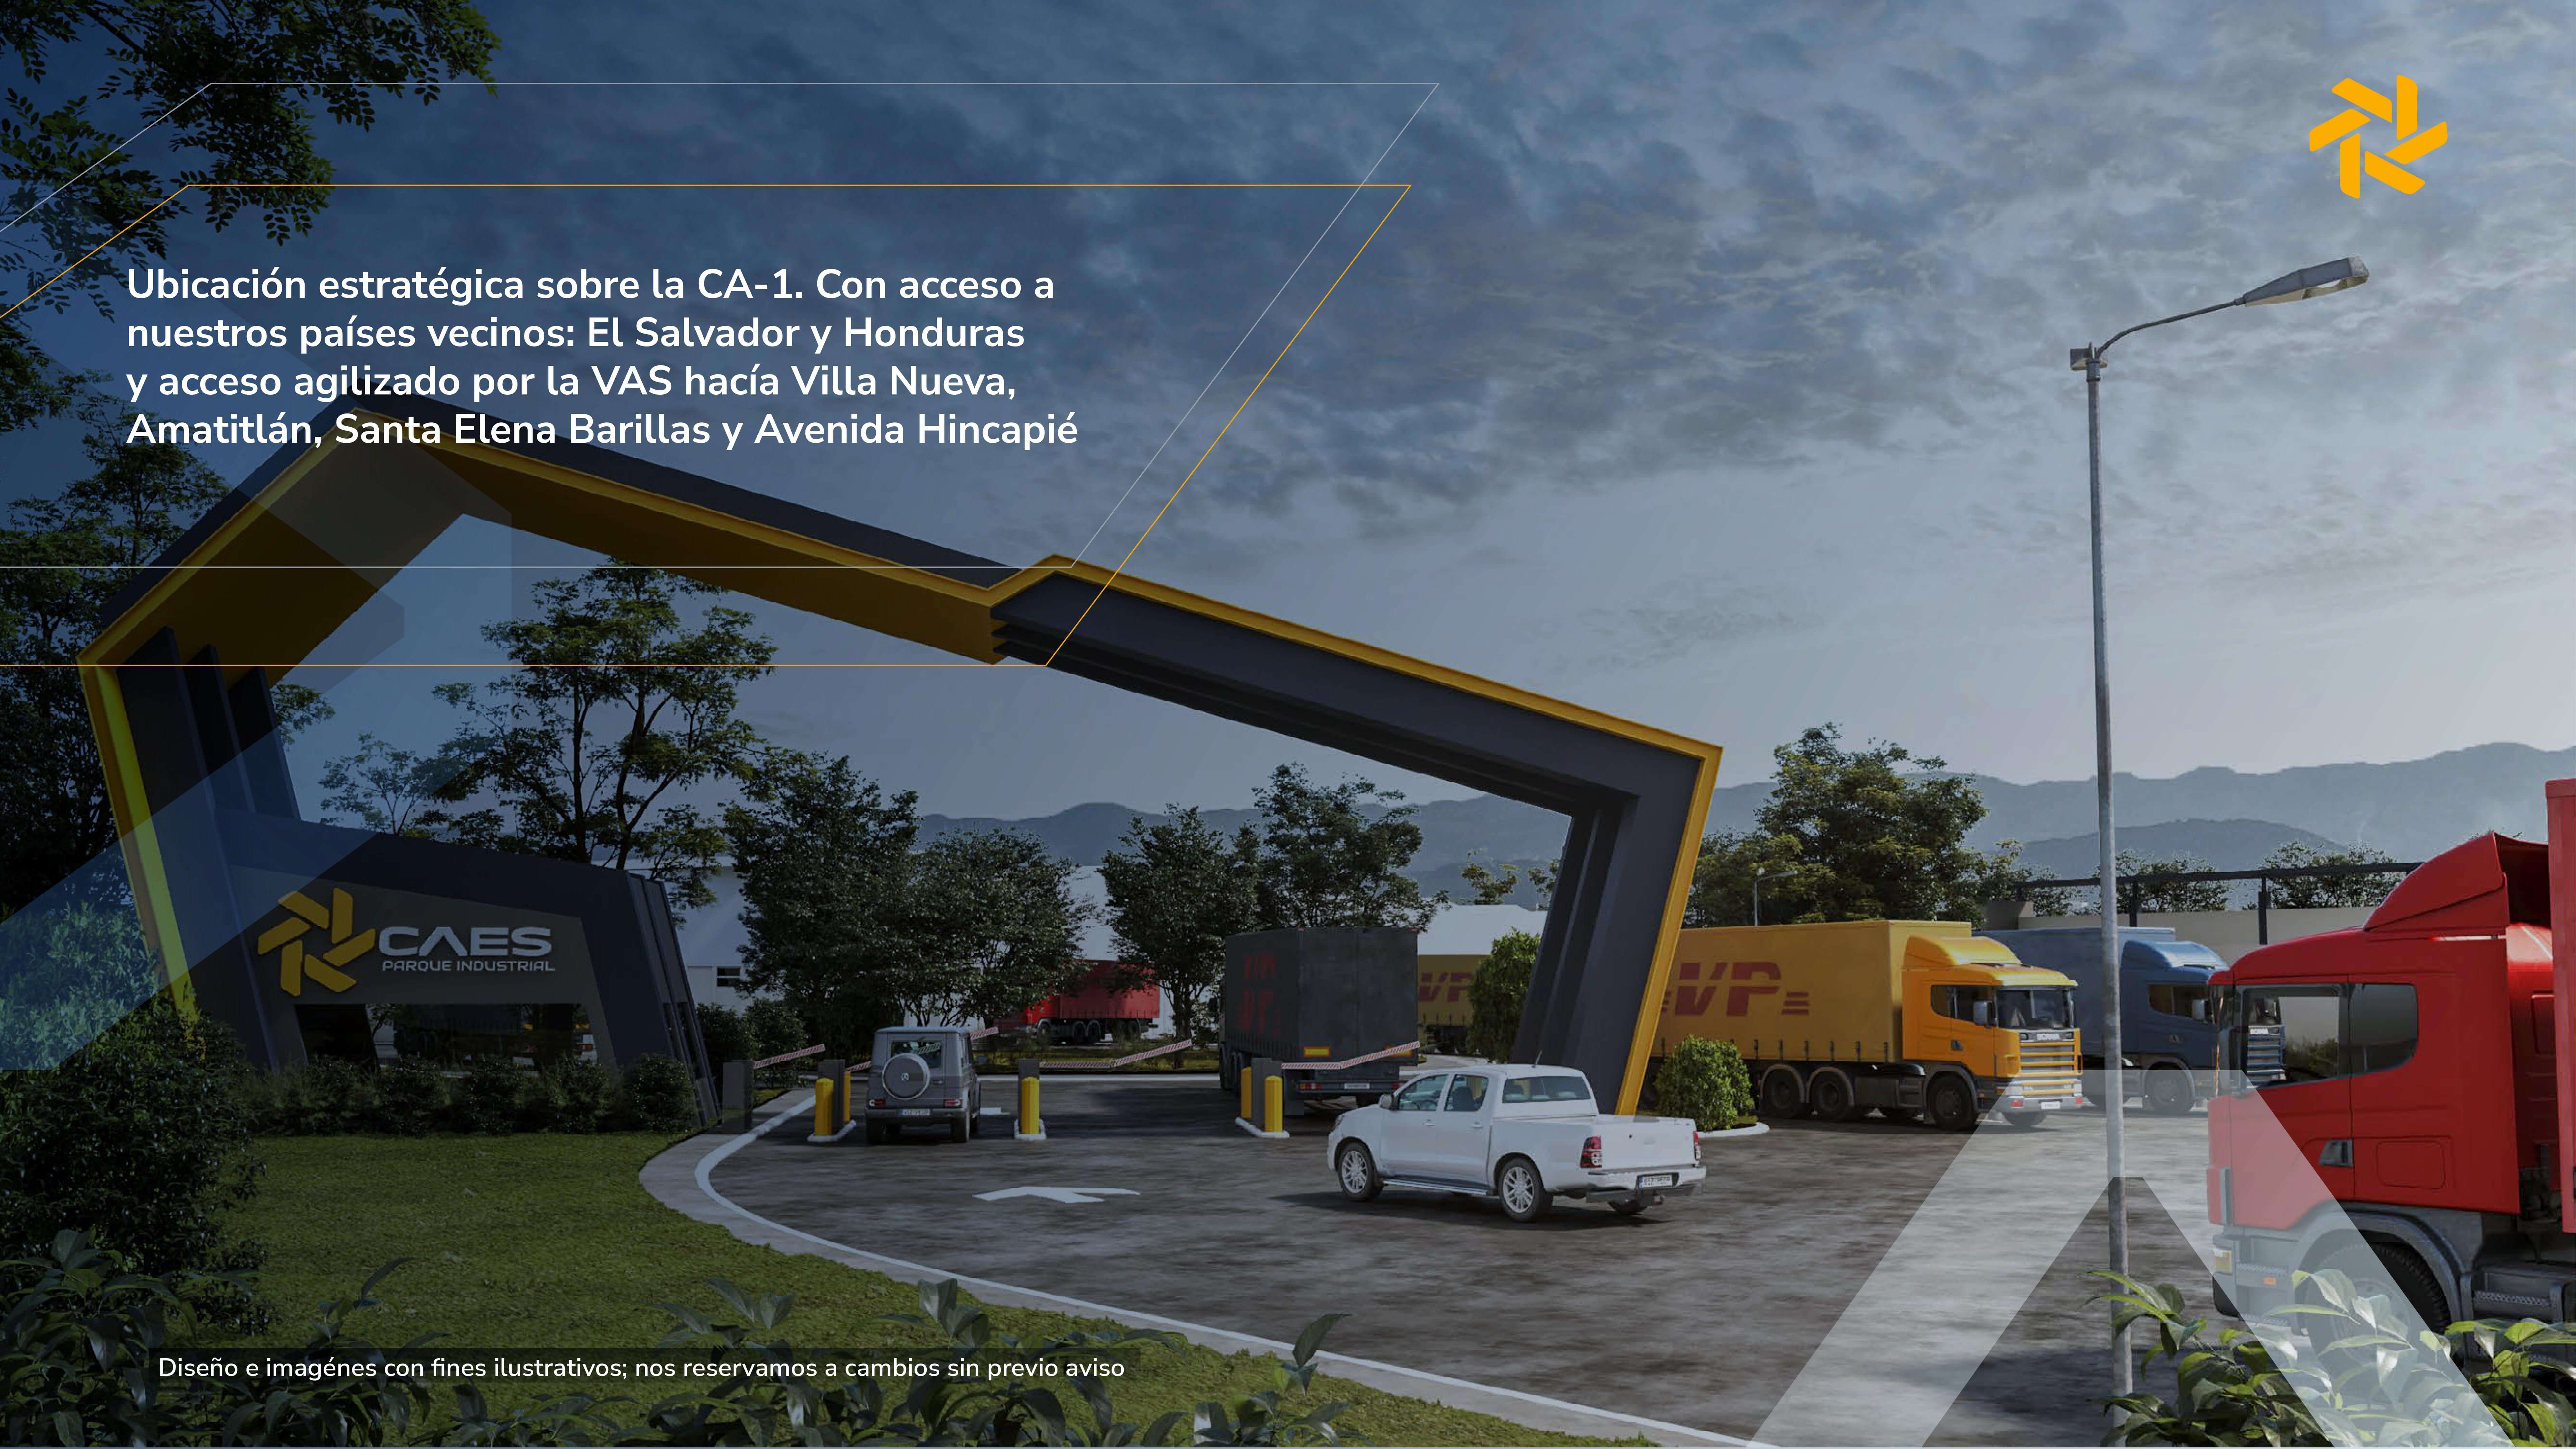 Ubicación estratégica sobre la CA-1. Con acceso a
nuestros países vecinos: El Salvador y Honduras
y acceso agilizado por la VAS hacía Villa Nueva,
Amatitlán, Santa Elena Barillas y Avenida Hincapié
CAES
PARQUE INDUSTRIAL
VP
VP
Diseño e imagénes con fines ilustrativos; nos reservamos a cambios sin previo aviso